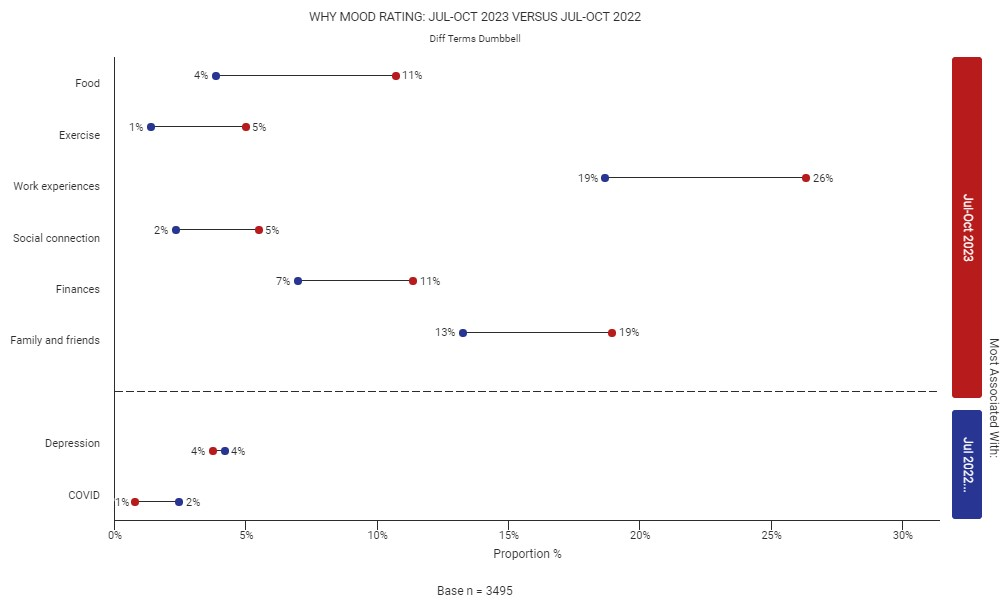 WHY MOOD RATING: JUL-OCT 2023 VERSUS JUL-OCT 2022
Diff Terms Dumbbell
Food
4%
11%
Exercise
1%
5%
Work experiences
19%
26%
Social connection
2%
5%
Finances
7%
11%
Family and friends
13%
19%
Depression
4%
4%
COVID
1%
2%
0%
5%
10%
15%
20%
25%
30%
Proportion %
Base n = 3495
Jul-Oct 2023
Jul 2022...
Most Associated With: